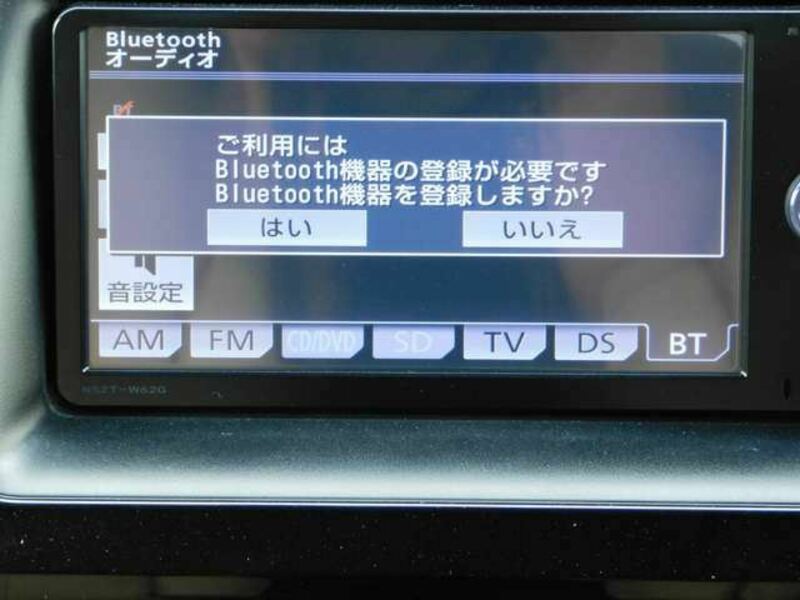 Bluetooth
オーディオ
ご利用には
Bluetooth機器の登録が必要です
Bluetooth機器を登録しますか?
はい いいえ
音設定
AM FM CD/DVD SD TV DS BT
NSZT-W62G